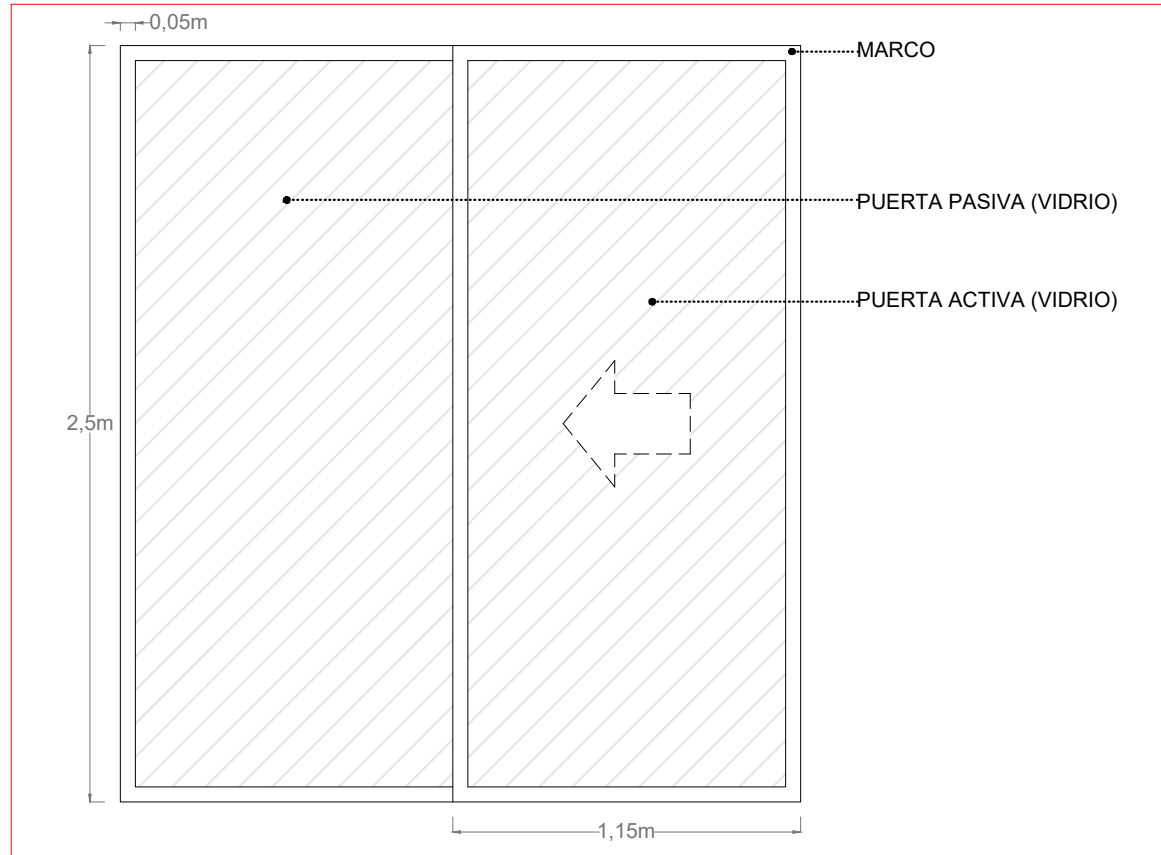 0,05m
MARCO
PUERTA PASIVA (VIDRIO)
PUERTA ACTIVA (VIDRIO)
2,5m
1,15m